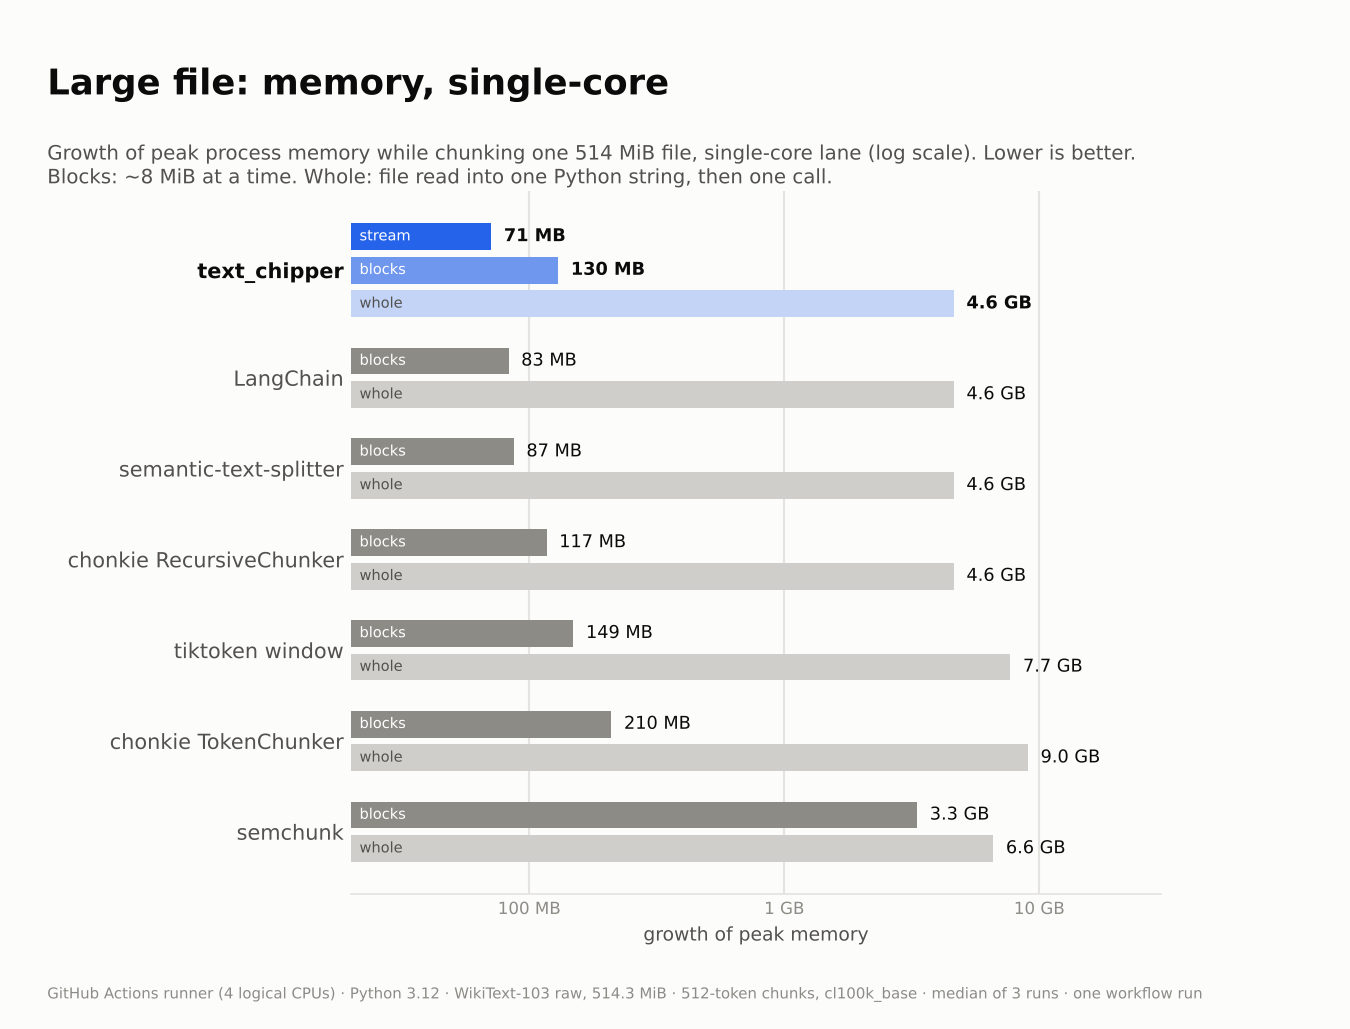 Large file: memory, single-core
Growth of peak process memory while chunking one 514 MiB file, single-core lane (log scale). Lower is better.
Blocks: ~8 MiB at a time. Whole: file read into one Python string, then one call.
text_chipper
stream 71 MB
blocks 130 MB
whole 4.6 GB
LangChain
blocks 83 MB
whole 4.6 GB
semantic-text-splitter
blocks 87 MB
whole 4.6 GB
chonkie RecursiveChunker
blocks 117 MB
whole 4.6 GB
tiktoken window
blocks 149 MB
whole 7.7 GB
chonkie TokenChunker
blocks 210 MB
whole 9.0 GB
semchunk
blocks 3.3 GB
whole 6.6 GB
100 MB 1 GB 10 GB
growth of peak memory
GitHub Actions runner (4 logical CPUs) · Python 3.12 · WikiText-103 raw, 514.3 MiB · 512-token chunks, cl100k_base · median of 3 runs · one workflow run